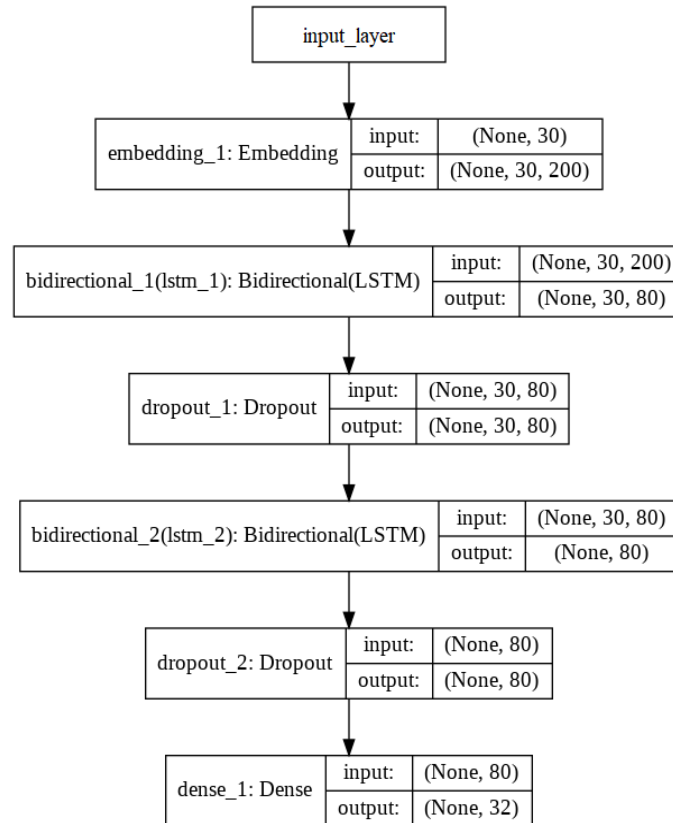 input_layer
embedding_1: Embedding
input: (None, 30)
output: (None, 30, 200)
bidirectional_1(lstm_1): Bidirectional(LSTM)
input: (None, 30, 200)
output: (None, 30, 80)
dropout_1: Dropout
input: (None, 30, 80)
output: (None, 30, 80)
bidirectional_2(lstm_2): Bidirectional(LSTM)
input: (None, 30, 80)
output: (None, 80)
dropout_2: Dropout
input: (None, 80)
output: (None, 80)
dense_1: Dense
input: (None, 80)
output: (None, 32)